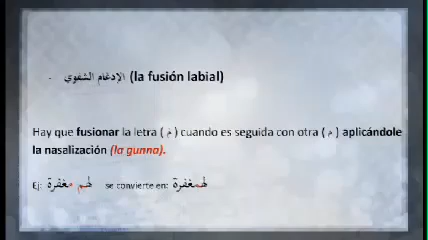 - الإدغام الشفوي (la fusión labial)
Hay que fusionar la letra ( م ) cuando es seguida con otra ( م ) aplicándole
la nasalización (la gunna).
Ej: لهم مغفرة se convierte en: لهمغفرة